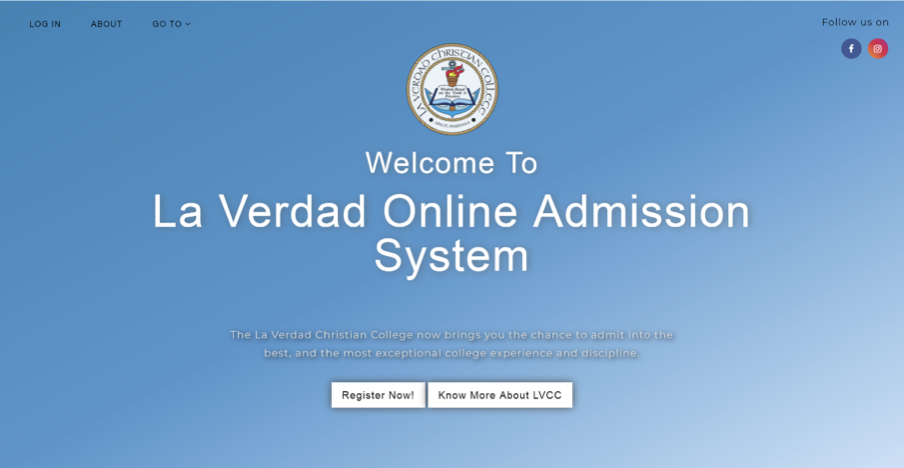 LOG IN
ABOUT
GO TO
Follow us on
LA VERDAD CHRISTIAN COLLEGE
Welcome To
La Verdad Online Admission
System
The La Verdad Christian College now brings you the chance to admit into the
best, and the most exceptional college experience and discipline.
Register Now!
Know More About LVCC